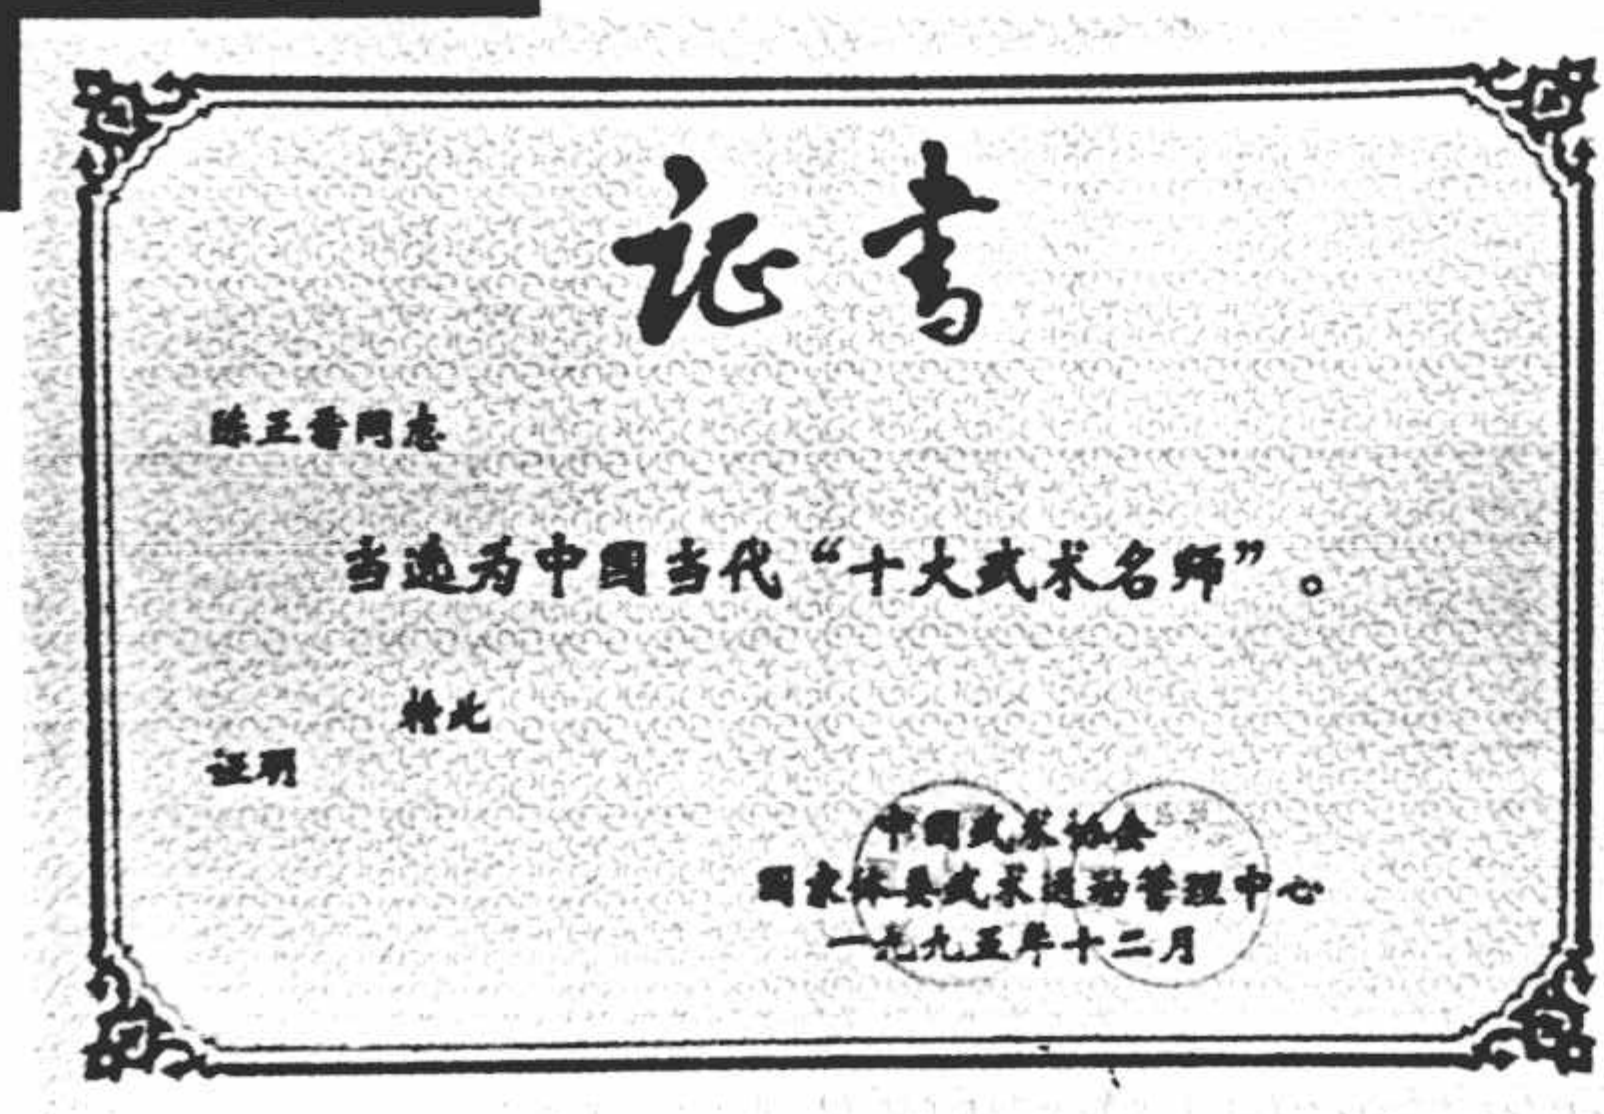 证书
陈正雷同志
当选为中国当代“十大武术名师”。
特此
证明
中国武术协会
国家体委武术运动管理中心
一九九五年十二月